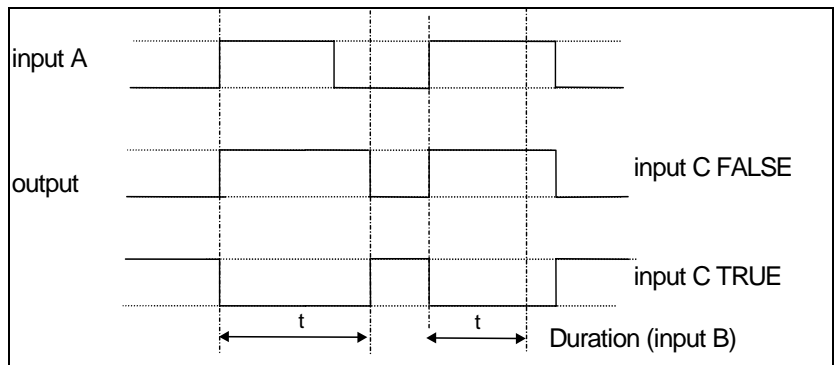 input A
input C FALSE
output
input C TRUE
t
t
Duration (input B)